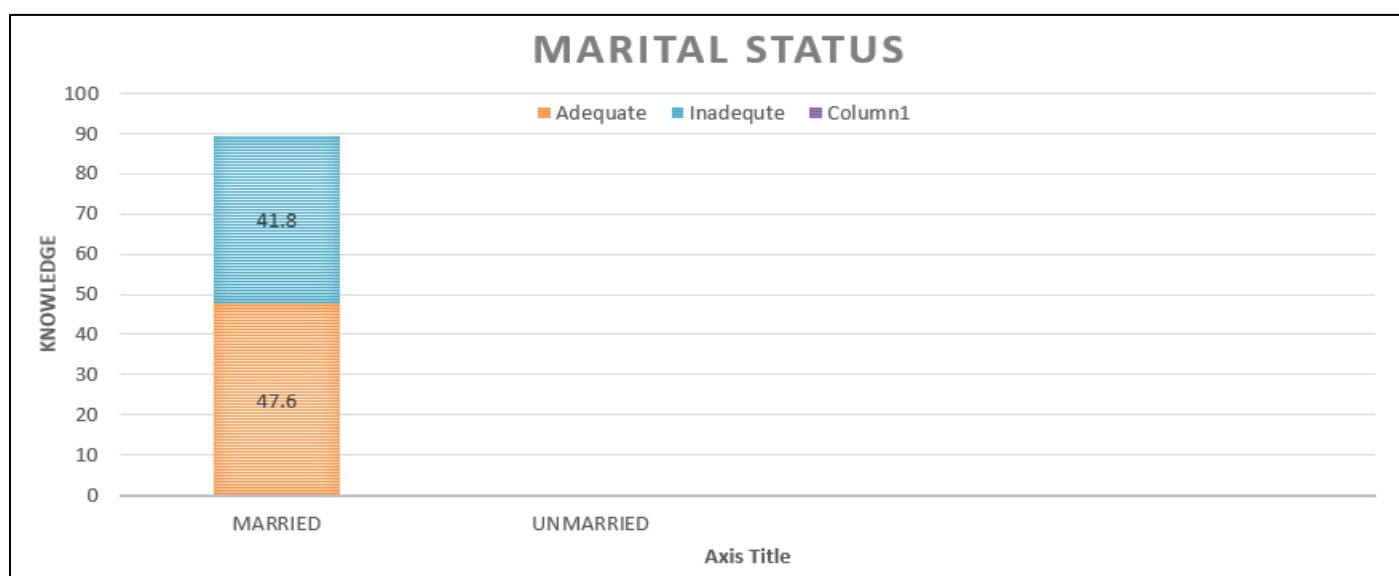 MARITAL STATUS
Adequate Inadequte Column1
100
90
80
70
60
50
40
30
20
10
0
KNOWLEDGE
41.8
47.6
MARRIED UNMARRIED
Axis Title